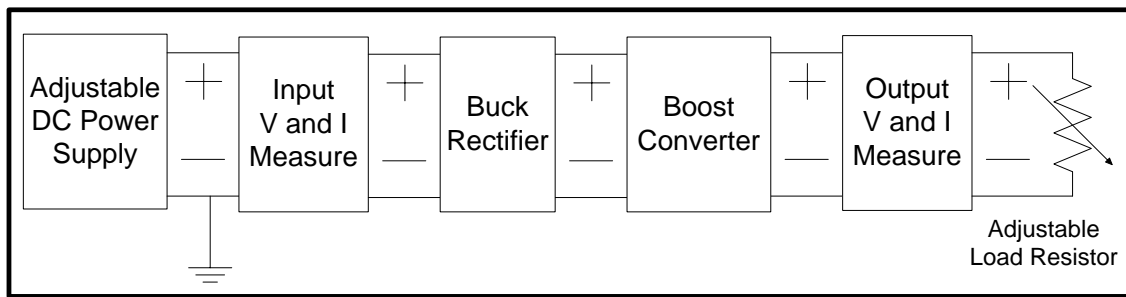 Adjustable
DC Power
Supply
Input
V and I
Measure
Buck
Rectifier
Boost
Converter
Output
V and I
Measure
Adjustable
Load Resistor